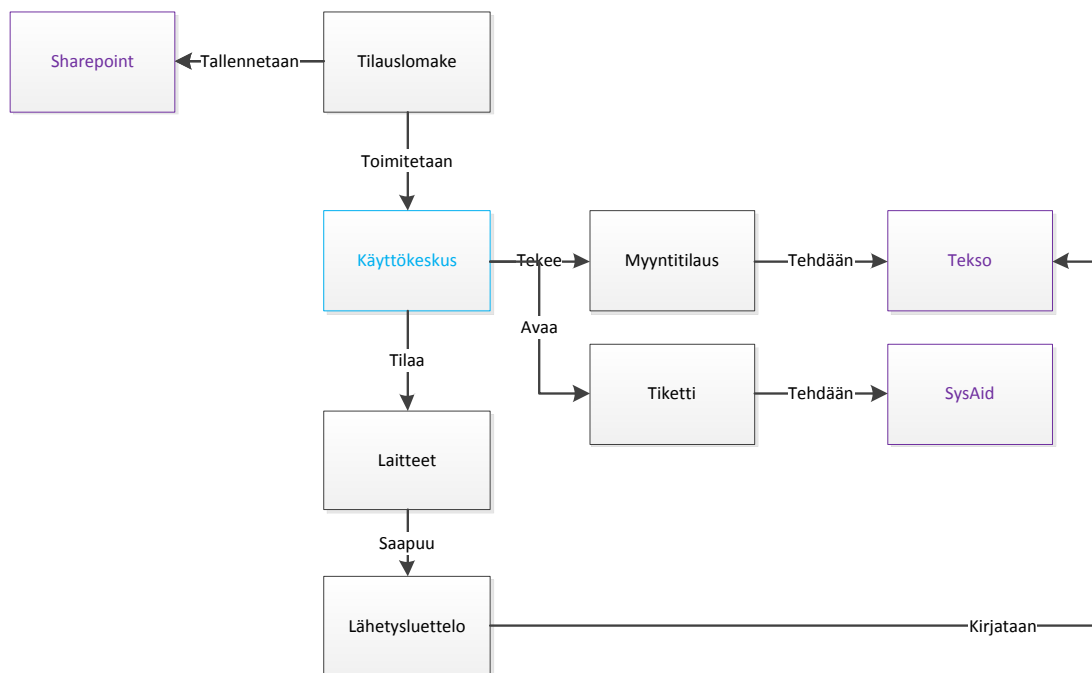 Sharepoint
Tallennetaan
Tilauslomake
Toimitetaan
Käyttökeskus
Tekee
Myyntitilaus
Tehdään
Tekso
Avaa
Tilaa
Tiketti
Tehdään
SysAid
Laitteet
Saapuu
Lähetysluettelo
Kirjataan